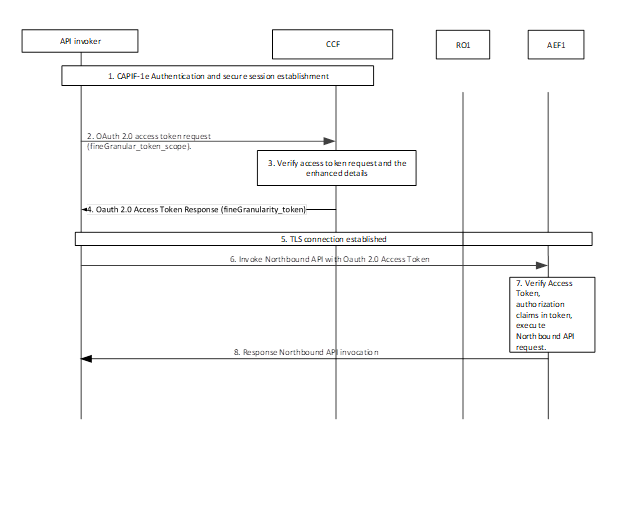 API invoker
CCF
RO1
AEF1
1. CAPIF-1e Authentication and secure session establishment
2. OAuth 2.0 access token request
(fineGranular_token_scope).
3. Verify access token request and the
enhanced details
4. Oauth 2.0 Access Token Response (fineGranularity_token)
5. TLS connection established
6. Invoke Northbound API with Oauth 2.0 Access Token
7. Verify Access
Token,
authorization
claims in token,
execute
Northbound API
request.
8. Response Northbound API invocation